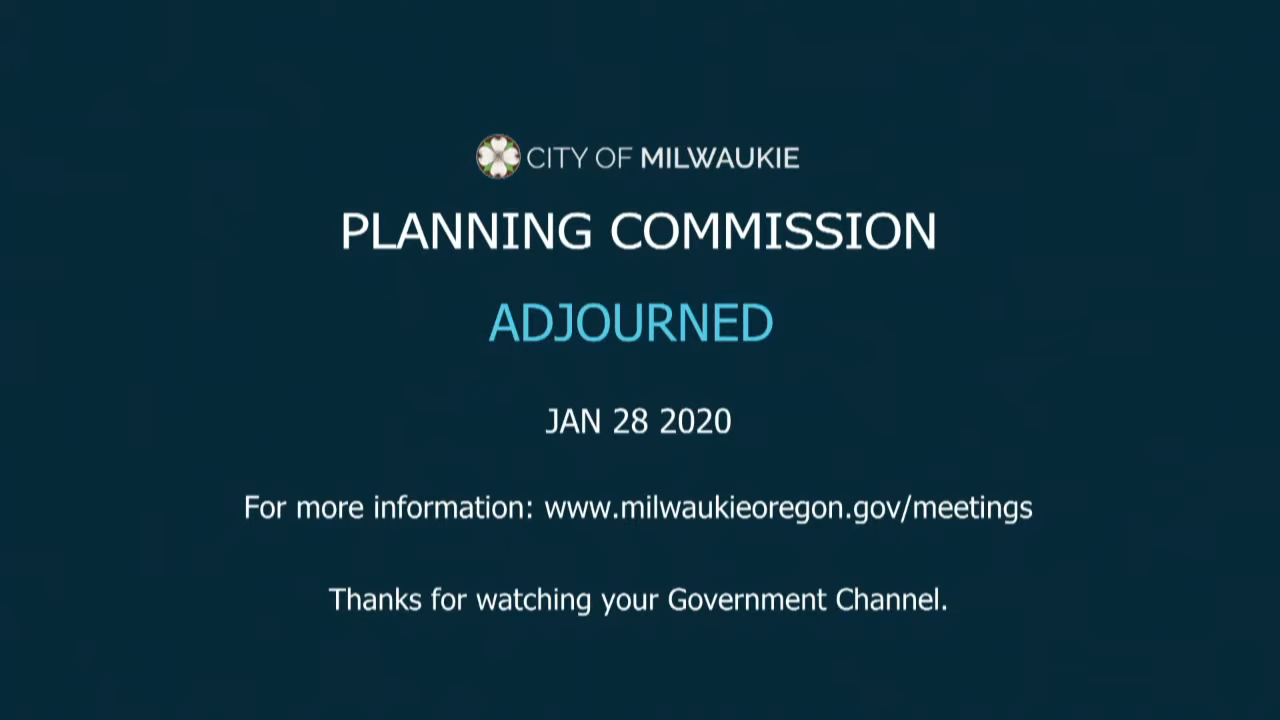 CITY OF MILWAUKIE
PLANNING COMMISSION
ADJOURNED
JAN 28 2020
For more information: www.milwaukieoregon.gov/meetings
Thanks for watching your Government Channel.